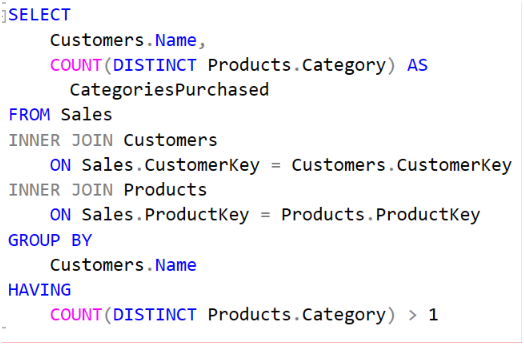 SELECT
Customers.Name,
COUNT(DISTINCT Products.Category) AS
CategoriesPurchased
FROM Sales
INNER JOIN Customers
ON Sales.CustomerKey = Customers.CustomerKey
INNER JOIN Products
ON Sales.ProductKey = Products.ProductKey
GROUP BY
Customers.Name
HAVING
COUNT(DISTINCT Products.Category) > 1